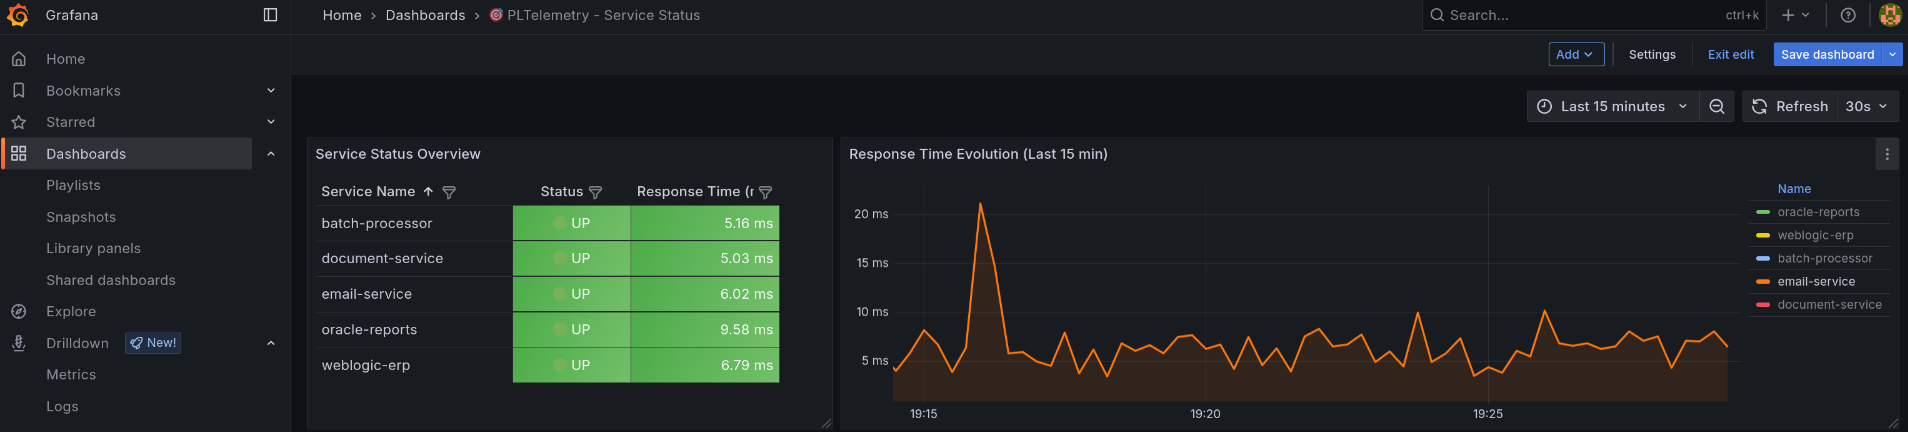 Grafana
Home > Dashboards > PLTelemetry - Service Status
Search... ctrl+k
Add Settings Exit edit Save dashboard
Last 15 minutes Refresh 30s
Home
Bookmarks
Starred
Dashboards
Playlists
Snapshots
Library panels
Shared dashboards
Explore
Drilldown New!
Metrics
Logs
Service Status Overview
Service Name Status Response Time (r
batch-processor UP 5.16 ms
document-service UP 5.03 ms
email-service UP 6.02 ms
oracle-reports UP 9.58 ms
weblogic-erp UP 6.79 ms
Response Time Evolution (Last 15 min)
20 ms
15 ms
10 ms
5 ms
19:15 19:20 19:25
Name
oracle-reports
weblogic-erp
batch-processor
email-service
document-service